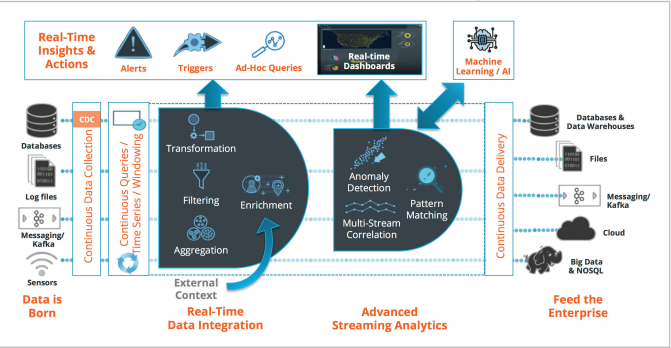 Real-Time
Insights &
Actions
Alerts
Triggers
Ad-Hoc Queries
Real-time
Dashboards
Machine
Learning / AI
Databases
Log files
Messaging/
Kafka
Sensors
Data is
Born
CDC
Continuous Data Collection
Continuous Queries /
Time Series / Windowing
Transformation
Filtering
Enrichment
Aggregation
External
Context
Real-Time
Data Integration
Anomaly
Detection
Pattern
Matching
Multi-Stream
Correlation
Advanced
Streaming Analytics
Continuous Data Delivery
Databases &
Data Warehouses
Files
Messaging/
Kafka
Cloud
Big Data
& NOSQL
Feed the
Enterprise